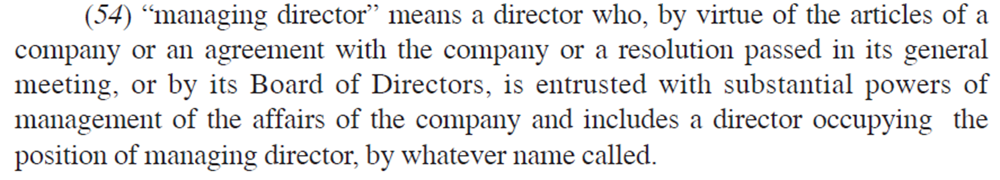 (54) “managing director” means a director who, by virtue of the articles of a
company or an agreement with the company or a resolution passed in its general
meeting, or by its Board of Directors, is entrusted with substantial powers of
management of the affairs of the company and includes a director occupying the
position of managing director, by whatever name called.